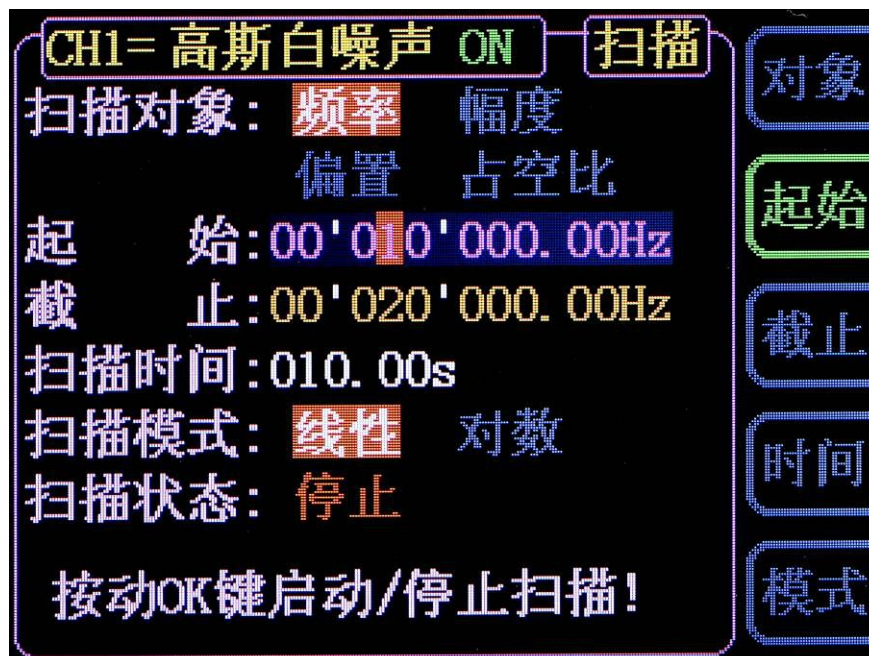 CH1=高斯白噪声 ON 扫描
扫描对象: 频率 幅度
偏置 占空比
起 始:00'010'000.00Hz
截 止:00'020'000.00Hz
扫描时间:010.00s
扫描模式: 线性 对数
扫描状态: 停止
按动OK键启动/停止扫描!
对象
起始
截止
时间
模式